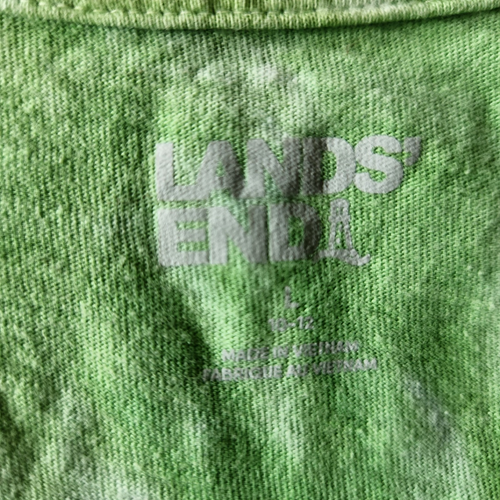 LANDS'
END
L
10-12
MADE IN VIETNAM
FABRIQUÉ AU VIETNAM